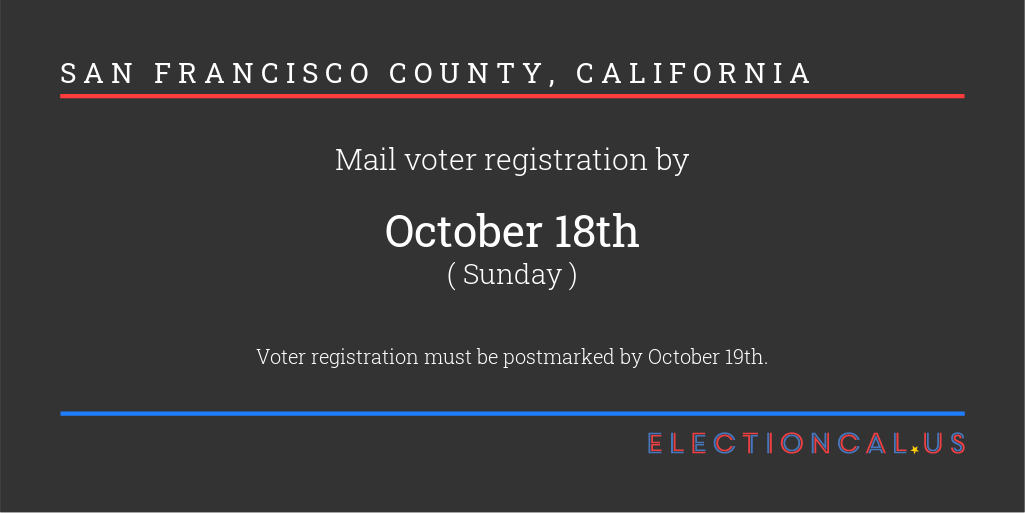 SAN FRANCISCO COUNTY, CALIFORNIA
Mail voter registration by
October 18th
( Sunday )
Voter registration must be postmarked by October 19th.
ELECTIONCAL.US